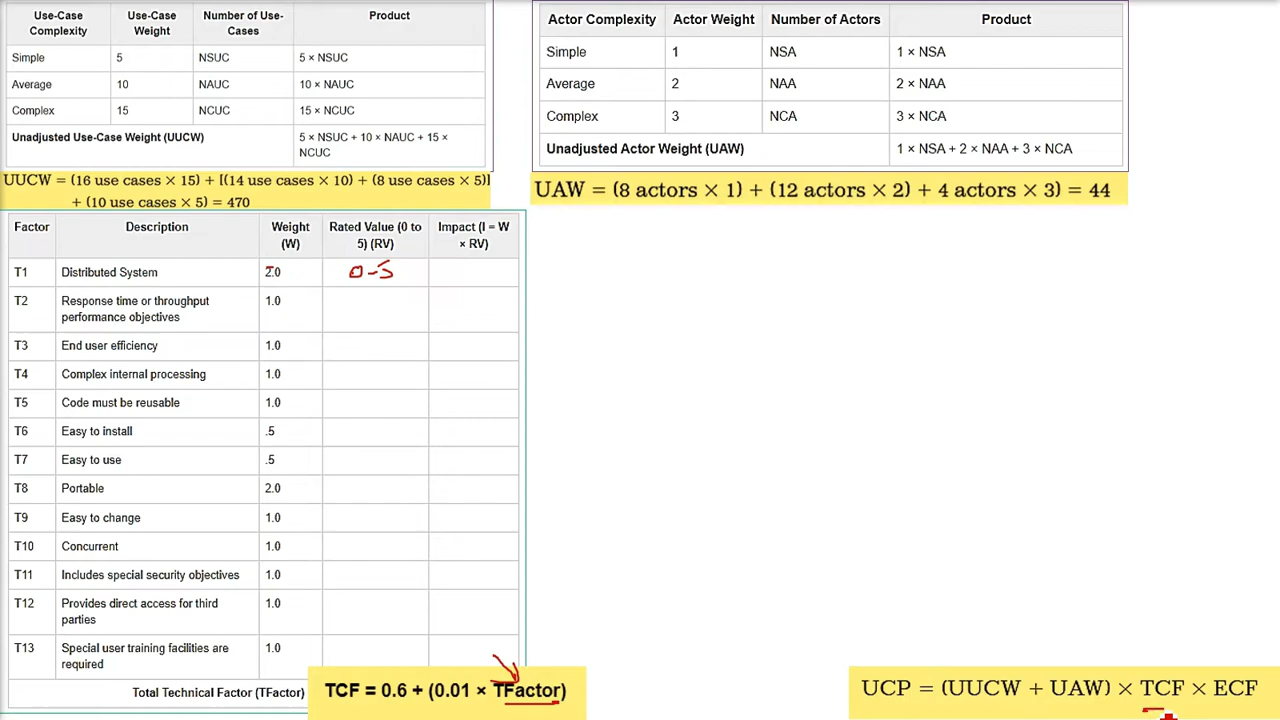 Use-Case Complexity Use-Case Weight Number of Use-Cases Product
Simple 5 NSUC 5 × NSUC
Average 10 NAUC 10 × NAUC
Complex 15 NCUC 15 × NCUC
Unadjusted Use-Case Weight (UUCW) 5 × NSUC + 10 × NAUC + 15 ×
NCUC
UUCW = (16 use cases × 15) + [(14 use cases × 10) + (8 use cases × 5)]
+ (10 use cases × 5) = 470
Actor Complexity Actor Weight Number of Actors Product
Simple 1 NSA 1 × NSA
Average 2 NAA 2 × NAA
Complex 3 NCA 3 × NCA
Unadjusted Actor Weight (UAW) 1 × NSA + 2 × NAA + 3 × NCA
UAW = (8 actors × 1) + (12 actors × 2) + 4 actors × 3) = 44
Factor Description Weight (W) Rated Value (0 to 5) (RV) Impact (I = W × RV)
T1 Distributed System 2.0 0-5
T2 Response time or throughput
performance objectives 1.0
T3 End user efficiency 1.0
T4 Complex internal processing 1.0
T5 Code must be reusable 1.0
T6 Easy to install .5
T7 Easy to use .5
T8 Portable 2.0
T9 Easy to change 1.0
T10 Concurrent 1.0
T11 Includes special security objectives 1.0
T12 Provides direct access for third
parties 1.0
T13 Special user training facilities are
required 1.0
Total Technical Factor (TFactor)
TCF = 0.6 + (0.01 × TFactor)
UCP = (UUCW + UAW) × TCF × ECF